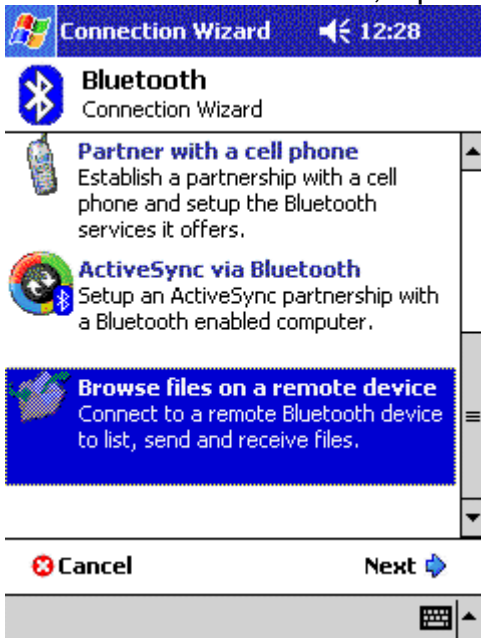 Connection Wizard 12:28
Bluetooth
Connection Wizard
Partner with a cell phone
Establish a partnership with a cell
phone and setup the Bluetooth
services it offers.
ActiveSync via Bluetooth
Setup an ActiveSync partnership with
a Bluetooth enabled computer.
Browse files on a remote device
Connect to a remote Bluetooth device
to list, send and receive files.
Cancel Next